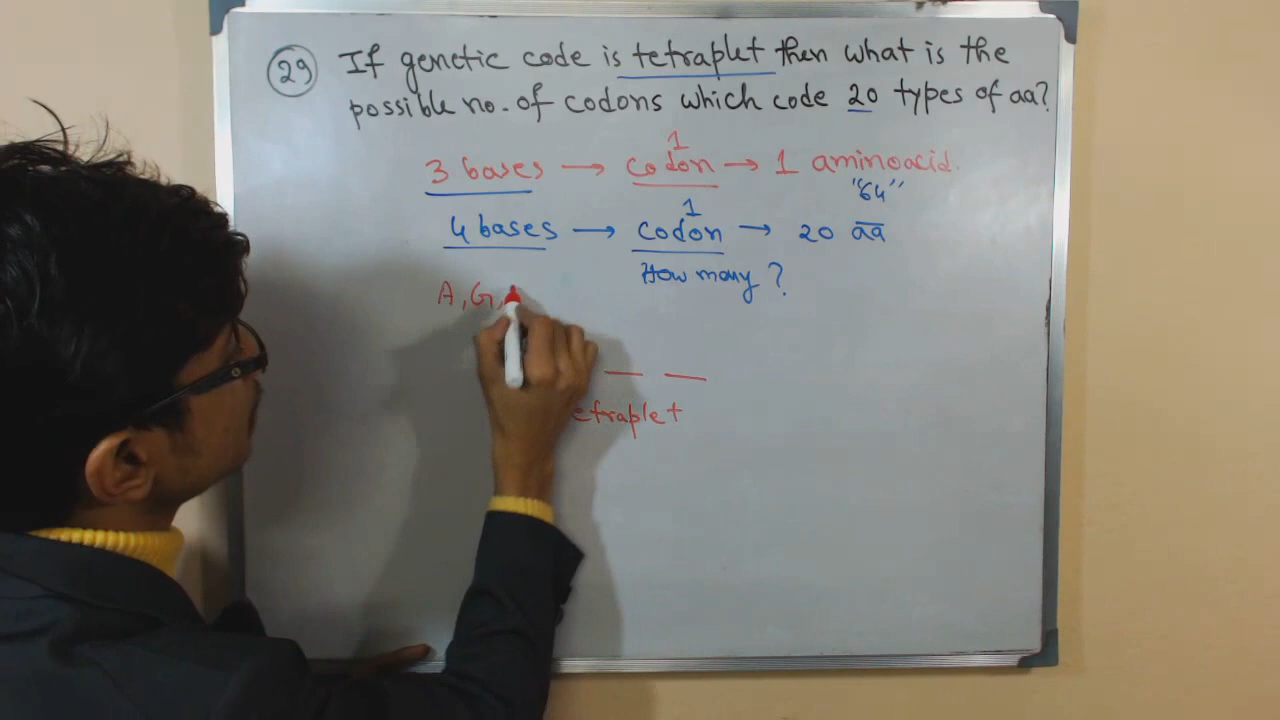 29 If genetic code is tetraplet then what is the
possible no. of codons which code 20 types of aa?
1
3 bases → codon → 1 aminoacid.
"64"
1
4 bases → codon → 20 aa
How many ?
A, G,
etraplet